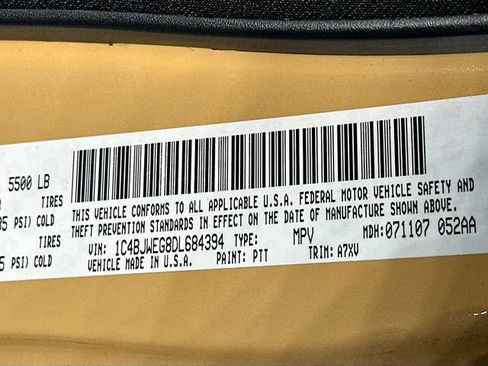 5500 LB
TIRES
PSI) COLD
TIRES
PSI) COLD
THIS VEHICLE CONFORMS TO ALL APPLICABLE U.S.A. FEDERAL MOTOR VEHICLE SAFETY AND
THEFT PREVENTION STANDARDS IN EFFECT ON THE DATE OF MANUFACTURE SHOWN ABOVE.
VIN: 1C4BJWEG8DL684394 TYPE: MPV MDH: 071107 052AA
VEHICLE MADE IN U.S.A. PAINT: PTT TRIM: A7XV